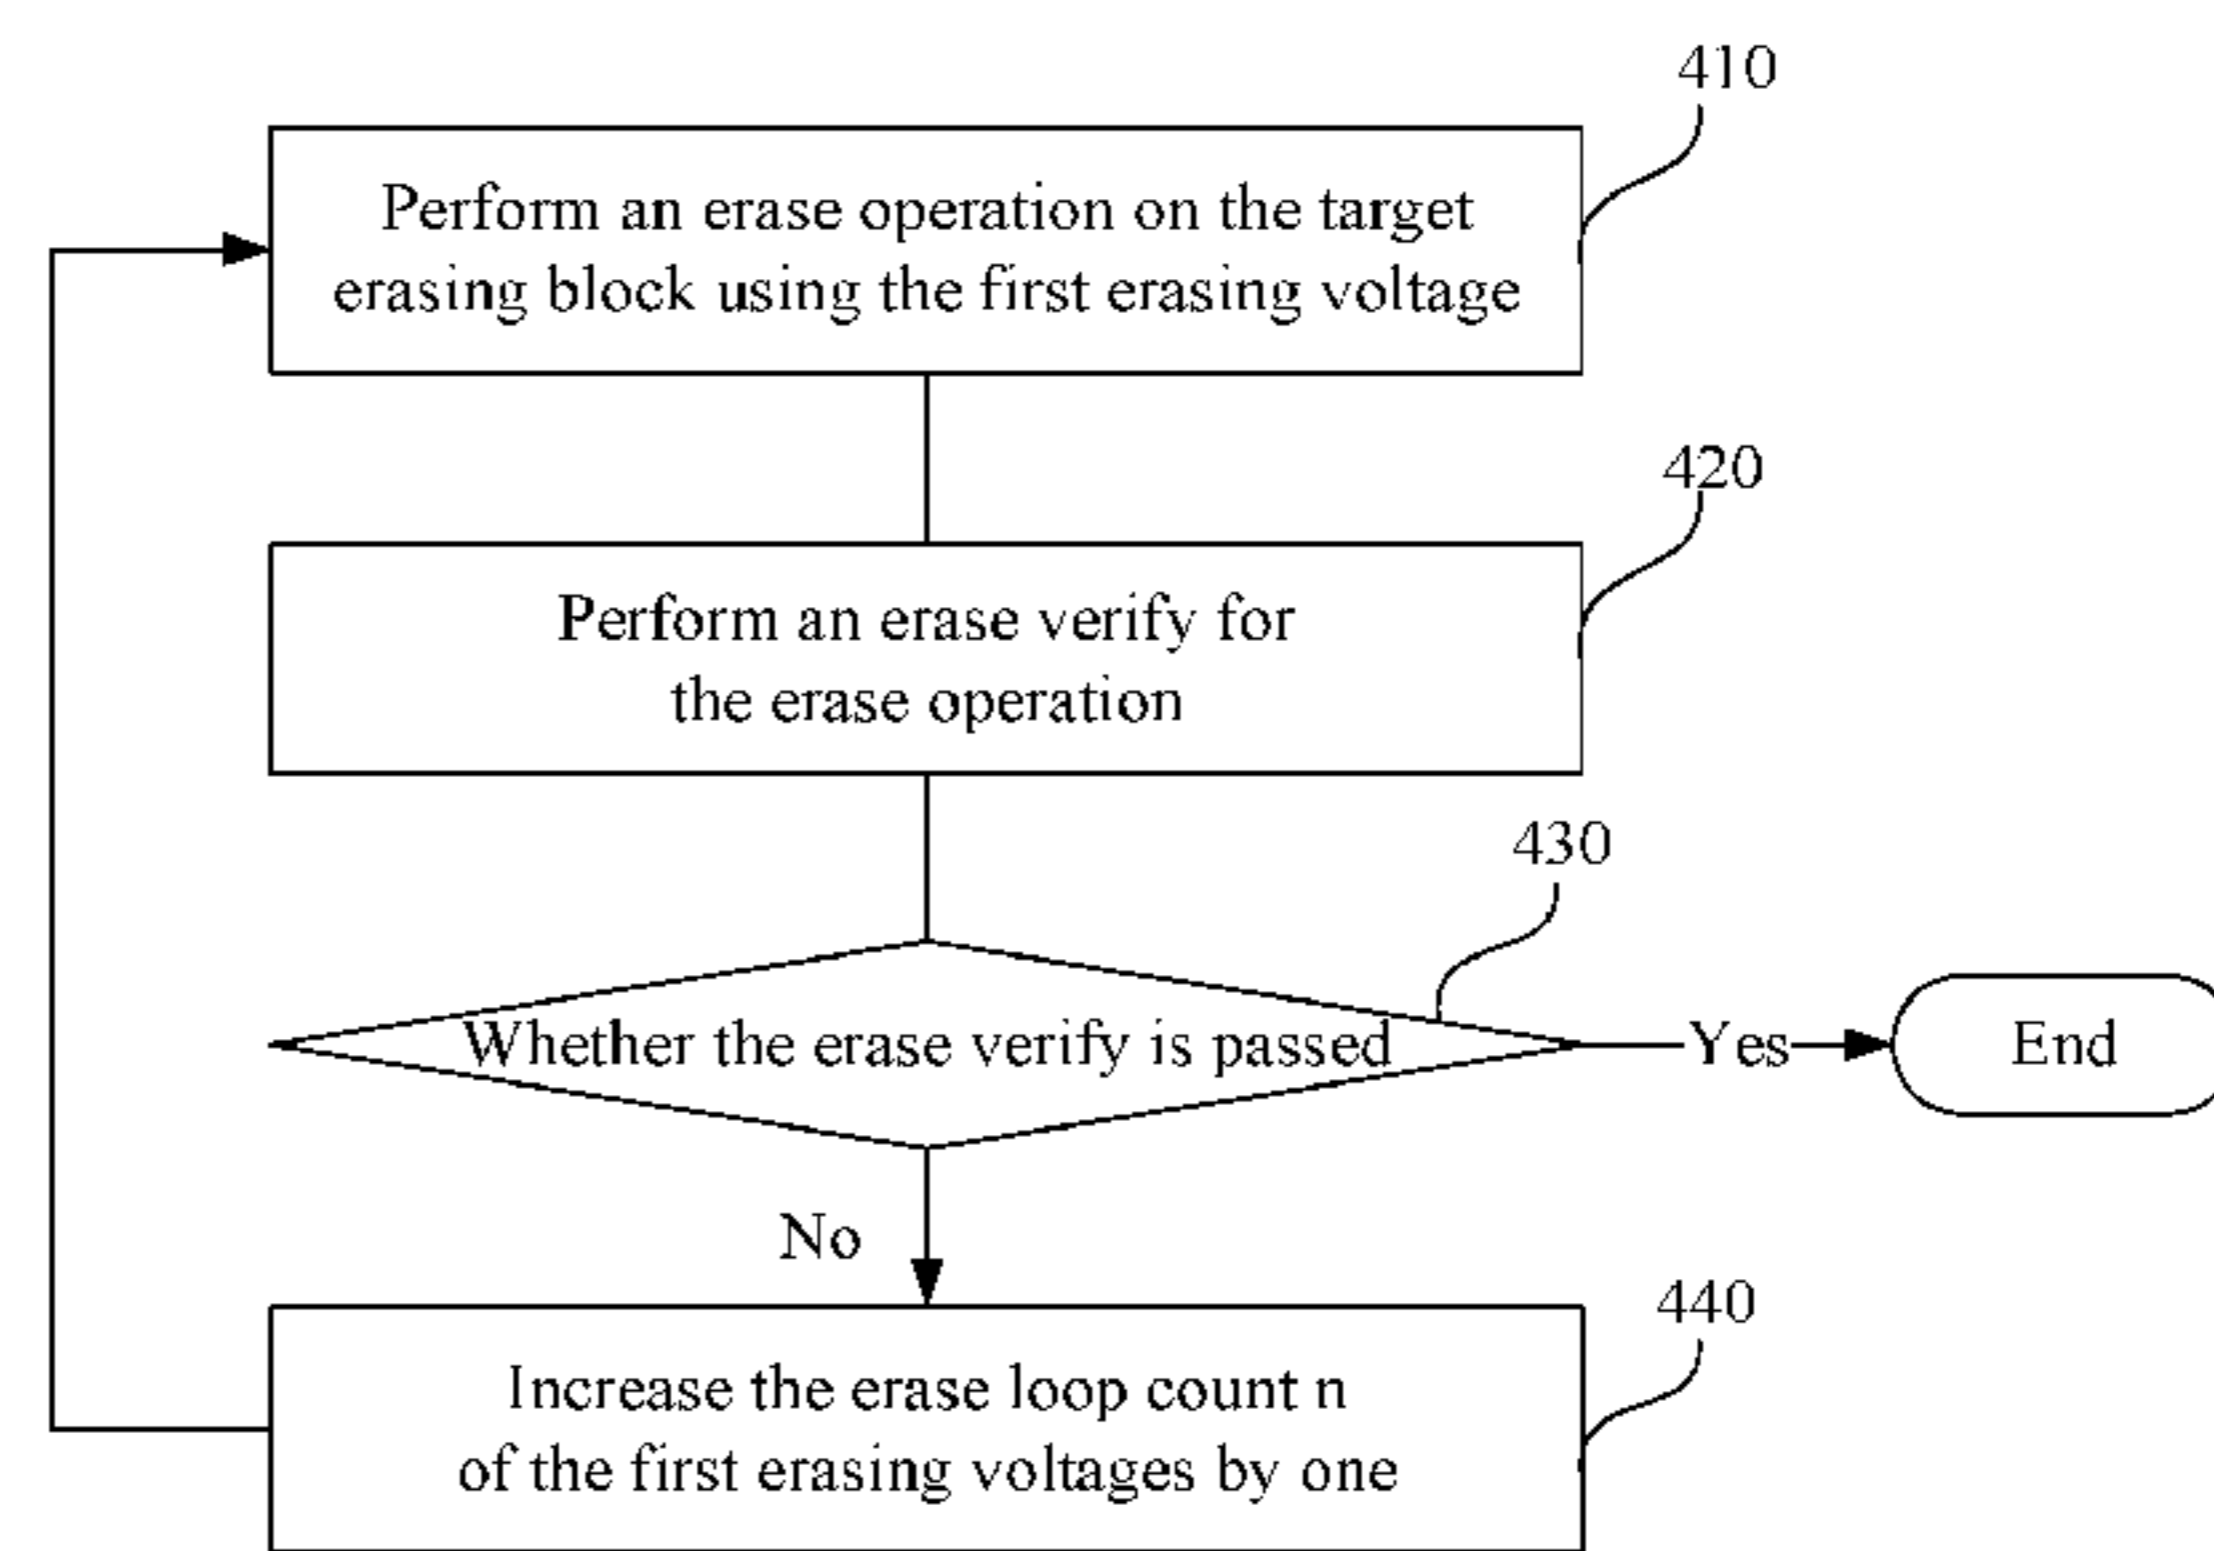 410
Perform an erase operation on the target
erasing block using the first erasing voltage
420
Perform an erase verify for
the erase operation
430
Whether the erase verify is passed
Yes
End
No
440
Increase the erase loop count n
of the first erasing voltages by one